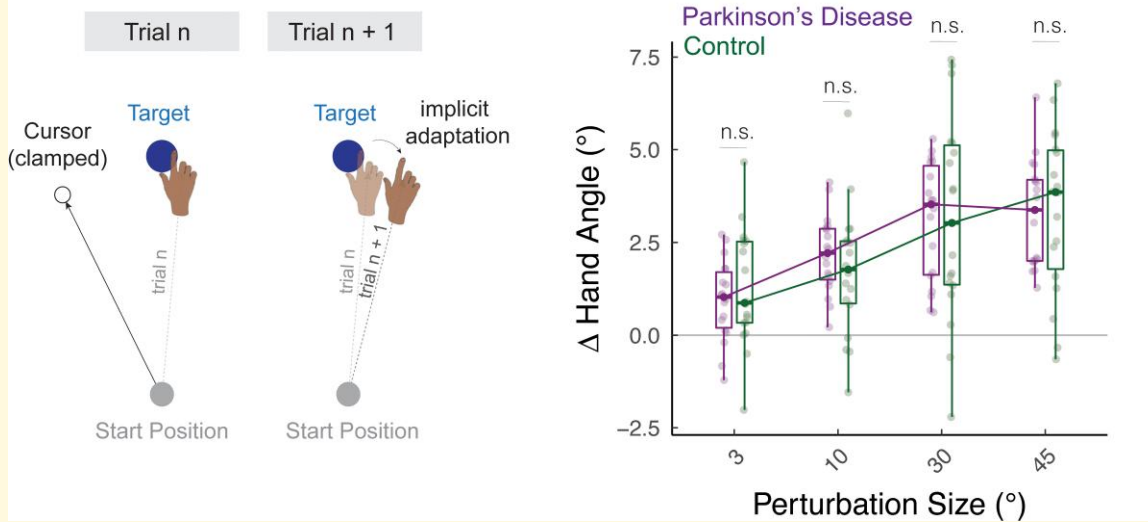 Trial n
Trial n + 1
Target
Target
implicit
adaptation
Cursor
(clamped)
trial n
trial n
trial n + 1
Start Position
Start Position
Parkinson's Disease
Control
n.s.
n.s.
n.s.
n.s.
Δ Hand Angle (°)
7.5
5.0
2.5
0.0
−2.5
3
10
30
45
Perturbation Size (°)